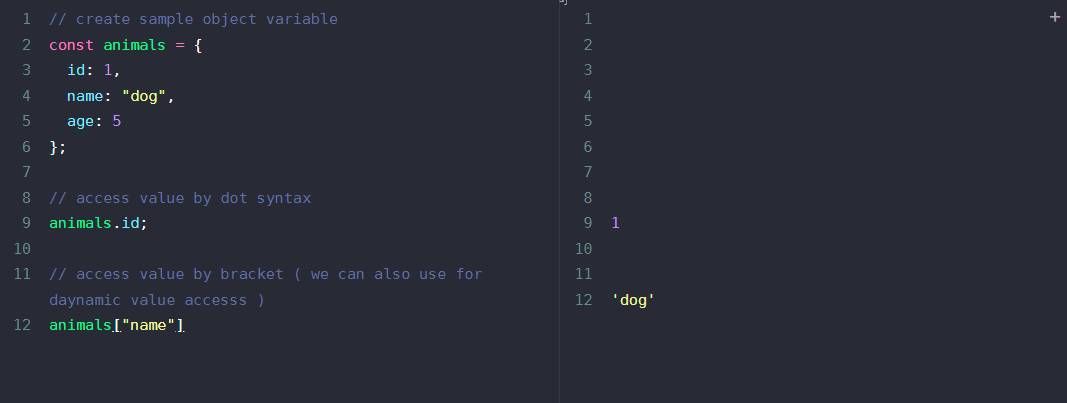 1 // create sample object variable
2 const animals = {
3 id: 1,
4 name: "dog",
5 age: 5
6 };
7
8 // access value by dot syntax
9 animals.id;
10
11 // access value by bracket ( we can also use for
daynamic value accesss )
12 animals["name"]
1
2
3
4
5
6
7
8
9 1
10
11
12 'dog'
+